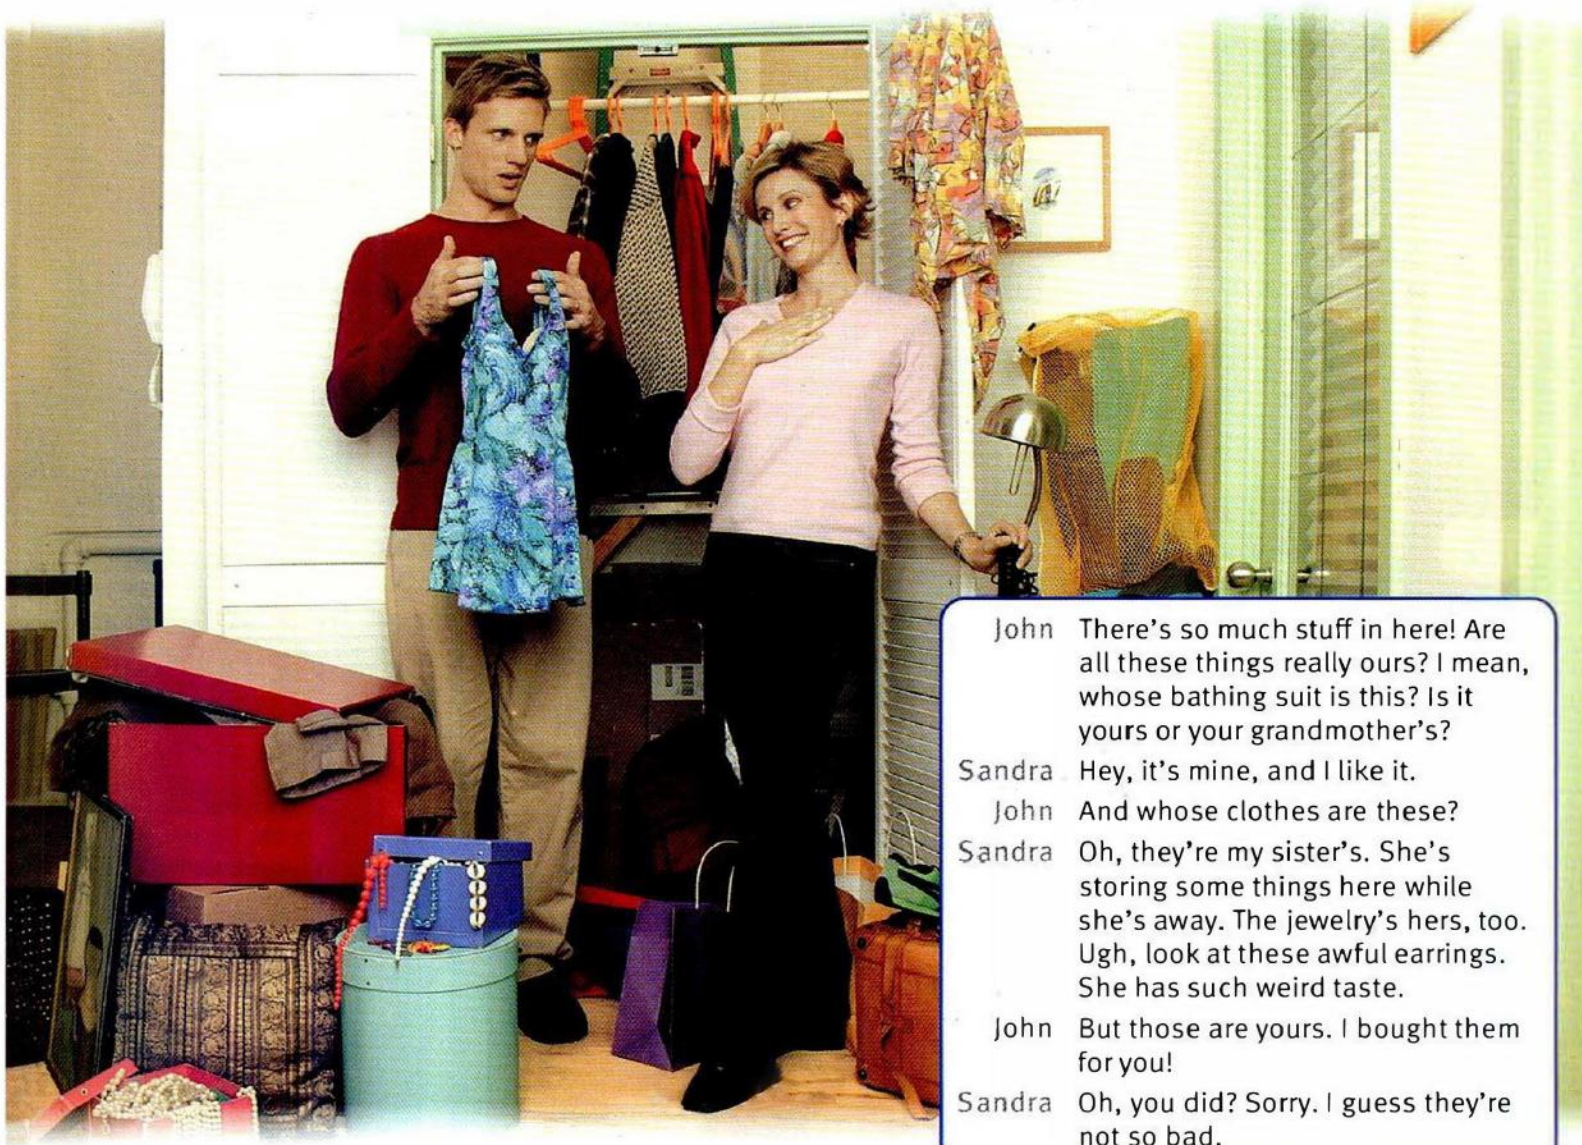 John There's so much stuff in here! Are
all these things really ours? I mean,
whose bathing suit is this? Is it
yours or your grandmother's?
Sandra Hey, it's mine, and I like it.
John And whose clothes are these?
Sandra Oh, they're my sister's. She's
storing some things here while
she's away. The jewelry's hers, too.
Ugh, look at these awful earrings.
She has such weird taste.
John But those are yours. I bought them
for you!
Sandra Oh, you did? Sorry. I guess they're
not so bad.